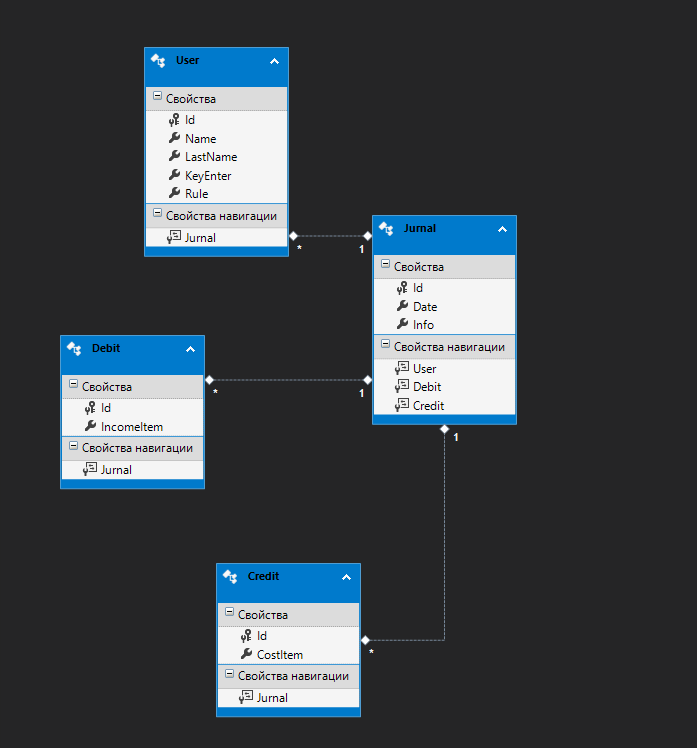 User
Свойства
Id
Name
LastName
KeyEnter
Rule
Свойства навигации
Jurnal
*
1
Jurnal
Свойства
Id
Date
Info
Свойства навигации
User
Debit
Credit
Debit
Свойства
Id
IncomeItem
Свойства навигации
Jurnal
*
1
1
Credit
Свойства
Id
CostItem
Свойства навигации
Jurnal
*